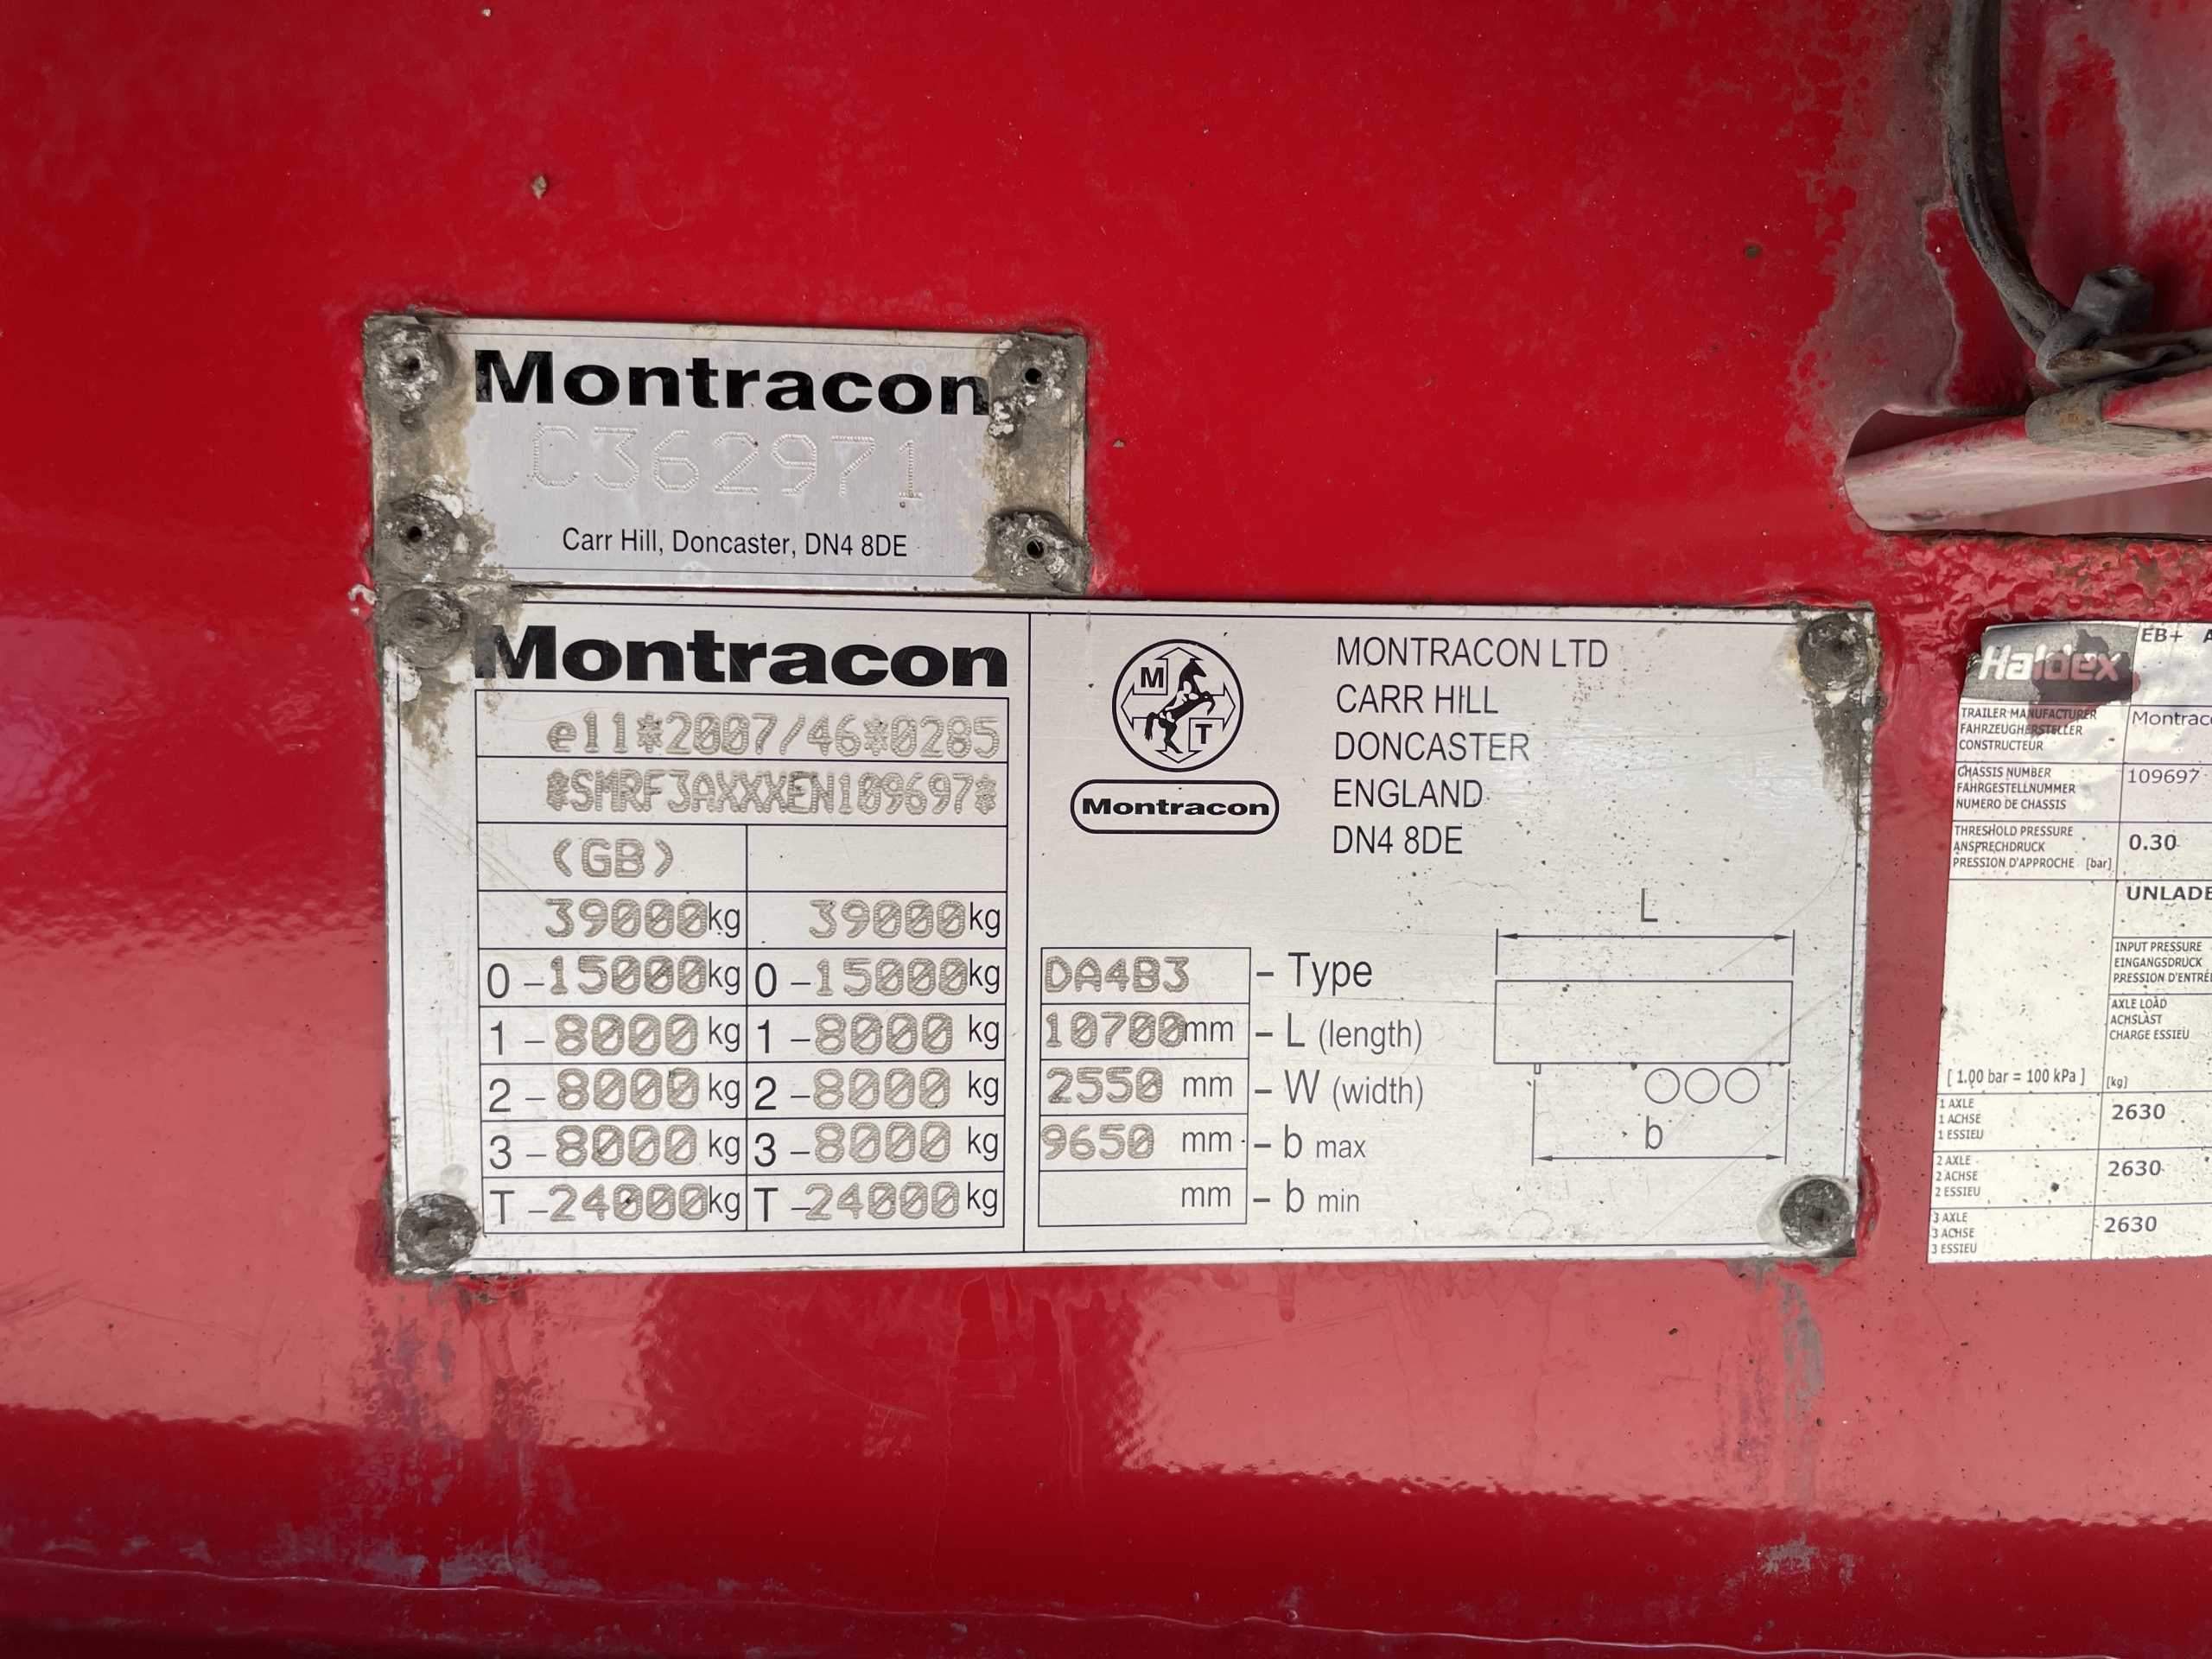 Montracon
C362971
Carr Hill, Doncaster, DN4 8DE
Montracon
e11*2007/46*0285
*SMRF3AXXXEN109697*
(GB)
39000kg 39000kg
0-15000kg 0-15000kg
1-8000 kg 1-8000 kg
2-8000 kg 2-8000 kg
3-8000 kg 3-8000 kg
T-24000kg T-24000kg
M
T
Montracon
MONTRACON LTD
CARR HILL
DONCASTER
ENGLAND
DN4 8DE
DA4B3 - Type
10700mm - L (length)
2550 mm - W (width)
9650 mm - b max
mm - b min
L
b
Haldex
EB+
TRAILER MANUFACTURER
FAHRZEUGHERSTELLER
CONSTRUCTEUR
Montrac
CHASSIS NUMBER
FAHRGESTELLNUMMER
NUMERO DE CHASSIS
109697
THRESHOLD PRESSURE
ANSPRECHDRUCK
PRESSION D'APPROCHE [bar]
0.30
UNLADE
INPUT PRESSURE
EINGANGSDRUCK
PRESSION D'ENTRÉ
AXLE LOAD
ACHSLAST
CHARGE ESSIEU
[ 1.00 bar = 100 kPa ] [kg]
1 AXLE
1 ACHSE
1 ESSIEU
2630
2 AXLE
2 ACHSE
2 ESSIEU
2630
3 AXLE
3 ACHSE
3 ESSIEU
2630